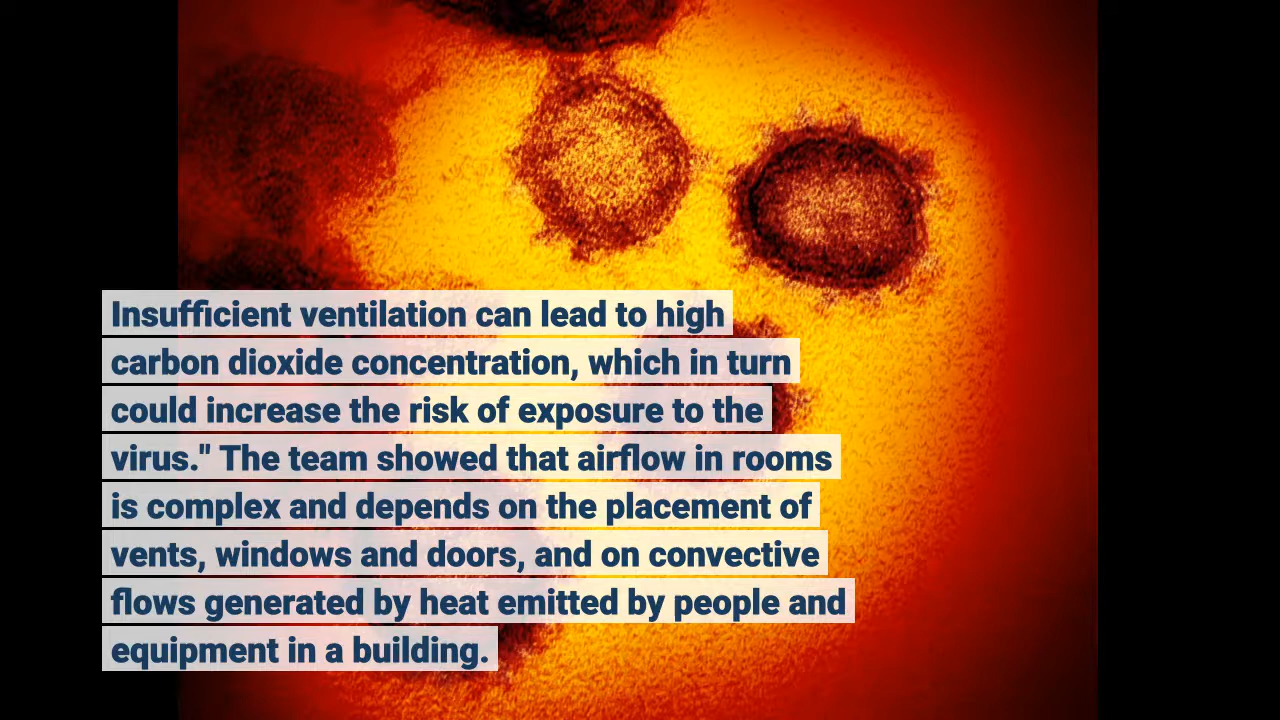 Insufficient ventilation can lead to high
carbon dioxide concentration, which in turn
could increase the risk of exposure to the
virus." The team showed that airflow in rooms
is complex and depends on the placement of
vents, windows and doors, and on convective
flows generated by heat emitted by people and
equipment in a building.